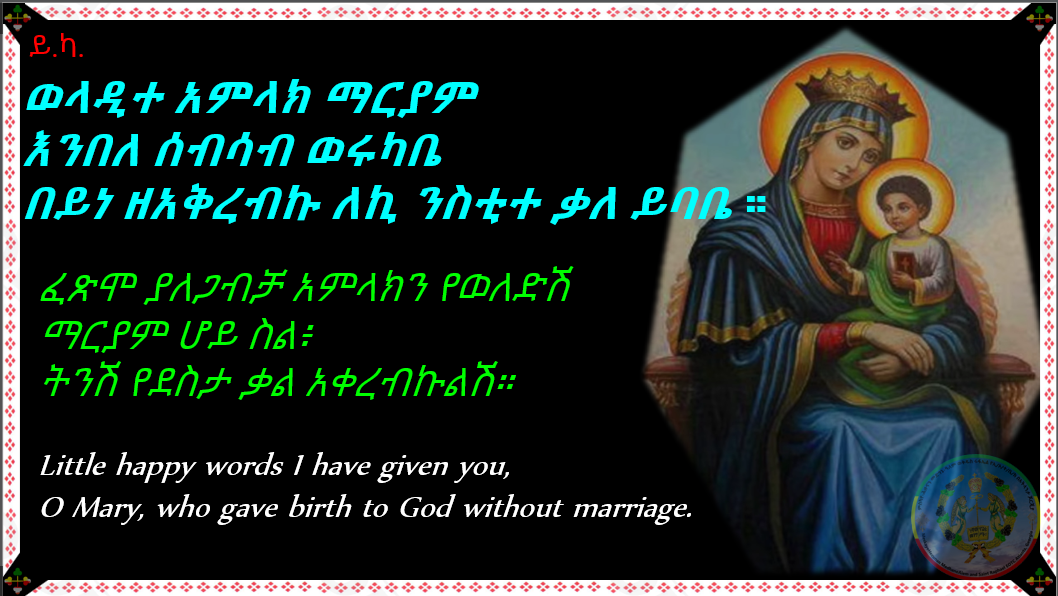 ይ.ካ.
ወላዲተ አምላክ ማርያም
እንበለ ሰብሳብ ወሩካቤ
በይነ ዘአቅረብኩ ለኪ ንስቲተ ቃለ ይባቤ ።
ፈጽሞ ያለጋብቻ አምላክን የወለድሽ
ማርያም ሆይ ስል፥
ትንሽ የደስታ ቃል አቀረብኩልሽ።
Little happy words I have given you,
O Mary, who gave birth to God without marriage.